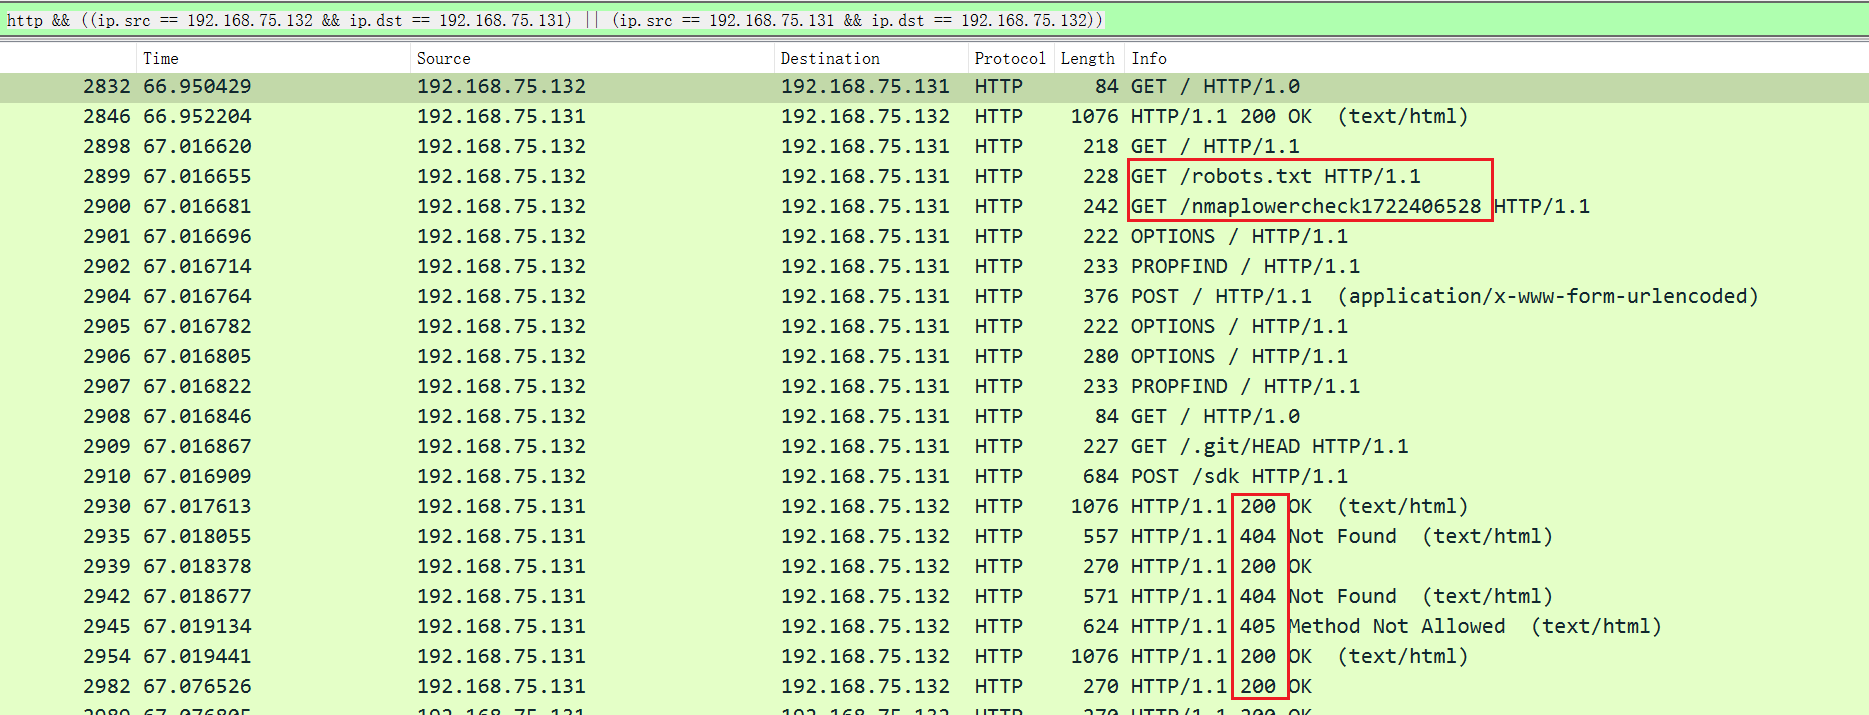 http && ((ip.src == 192.168.75.132 && ip.dst == 192.168.75.131) || (ip.src == 192.168.75.131 && ip.dst == 192.168.75.132))
Time Source Destination Protocol Length Info
2832 66.950429 192.168.75.132 192.168.75.131 HTTP 84 GET / HTTP/1.0
2846 66.952204 192.168.75.131 192.168.75.132 HTTP 1076 HTTP/1.1 200 OK (text/html)
2898 67.016620 192.168.75.132 192.168.75.131 HTTP 218 GET / HTTP/1.1
2899 67.016655 192.168.75.132 192.168.75.131 HTTP 228 GET /robots.txt HTTP/1.1
2900 67.016681 192.168.75.132 192.168.75.131 HTTP 242 GET /nmaplowercheck1722406528 HTTP/1.1
2901 67.016696 192.168.75.132 192.168.75.131 HTTP 222 OPTIONS / HTTP/1.1
2902 67.016714 192.168.75.132 192.168.75.131 HTTP 233 PROPFIND / HTTP/1.1
2904 67.016764 192.168.75.132 192.168.75.131 HTTP 376 POST / HTTP/1.1 (application/x-www-form-urlencoded)
2905 67.016782 192.168.75.132 192.168.75.131 HTTP 222 OPTIONS / HTTP/1.1
2906 67.016805 192.168.75.132 192.168.75.131 HTTP 280 OPTIONS / HTTP/1.1
2907 67.016822 192.168.75.132 192.168.75.131 HTTP 233 PROPFIND / HTTP/1.1
2908 67.016846 192.168.75.132 192.168.75.131 HTTP 84 GET / HTTP/1.0
2909 67.016867 192.168.75.132 192.168.75.131 HTTP 227 GET /.git/HEAD HTTP/1.1
2910 67.016909 192.168.75.132 192.168.75.131 HTTP 684 POST /sdk HTTP/1.1
2930 67.017613 192.168.75.131 192.168.75.132 HTTP 1076 HTTP/1.1 200 OK (text/html)
2935 67.018055 192.168.75.131 192.168.75.132 HTTP 557 HTTP/1.1 404 Not Found (text/html)
2939 67.018378 192.168.75.131 192.168.75.132 HTTP 270 HTTP/1.1 200 OK
2942 67.018677 192.168.75.131 192.168.75.132 HTTP 571 HTTP/1.1 404 Not Found (text/html)
2945 67.019134 192.168.75.131 192.168.75.132 HTTP 624 HTTP/1.1 405 Method Not Allowed (text/html)
2954 67.019441 192.168.75.131 192.168.75.132 HTTP 1076 HTTP/1.1 200 OK (text/html)
2982 67.076526 192.168.75.131 192.168.75.132 HTTP 270 HTTP/1.1 200 OK
2989 67.076805 192.168.75.131 192.168.75.132 HTTP 270 HTTP/1.1 200 OK